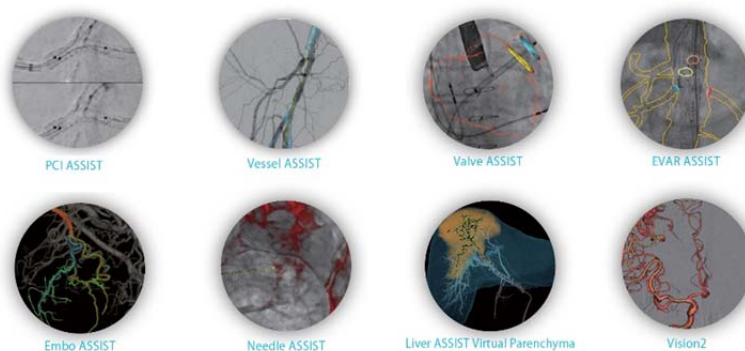 PCI ASSIST
Vessel ASSIST
Valve ASSIST
EVAR ASSIST
Embo ASSIST
Needle ASSIST
Liver ASSIST Virtual Parenchyma
Vision2